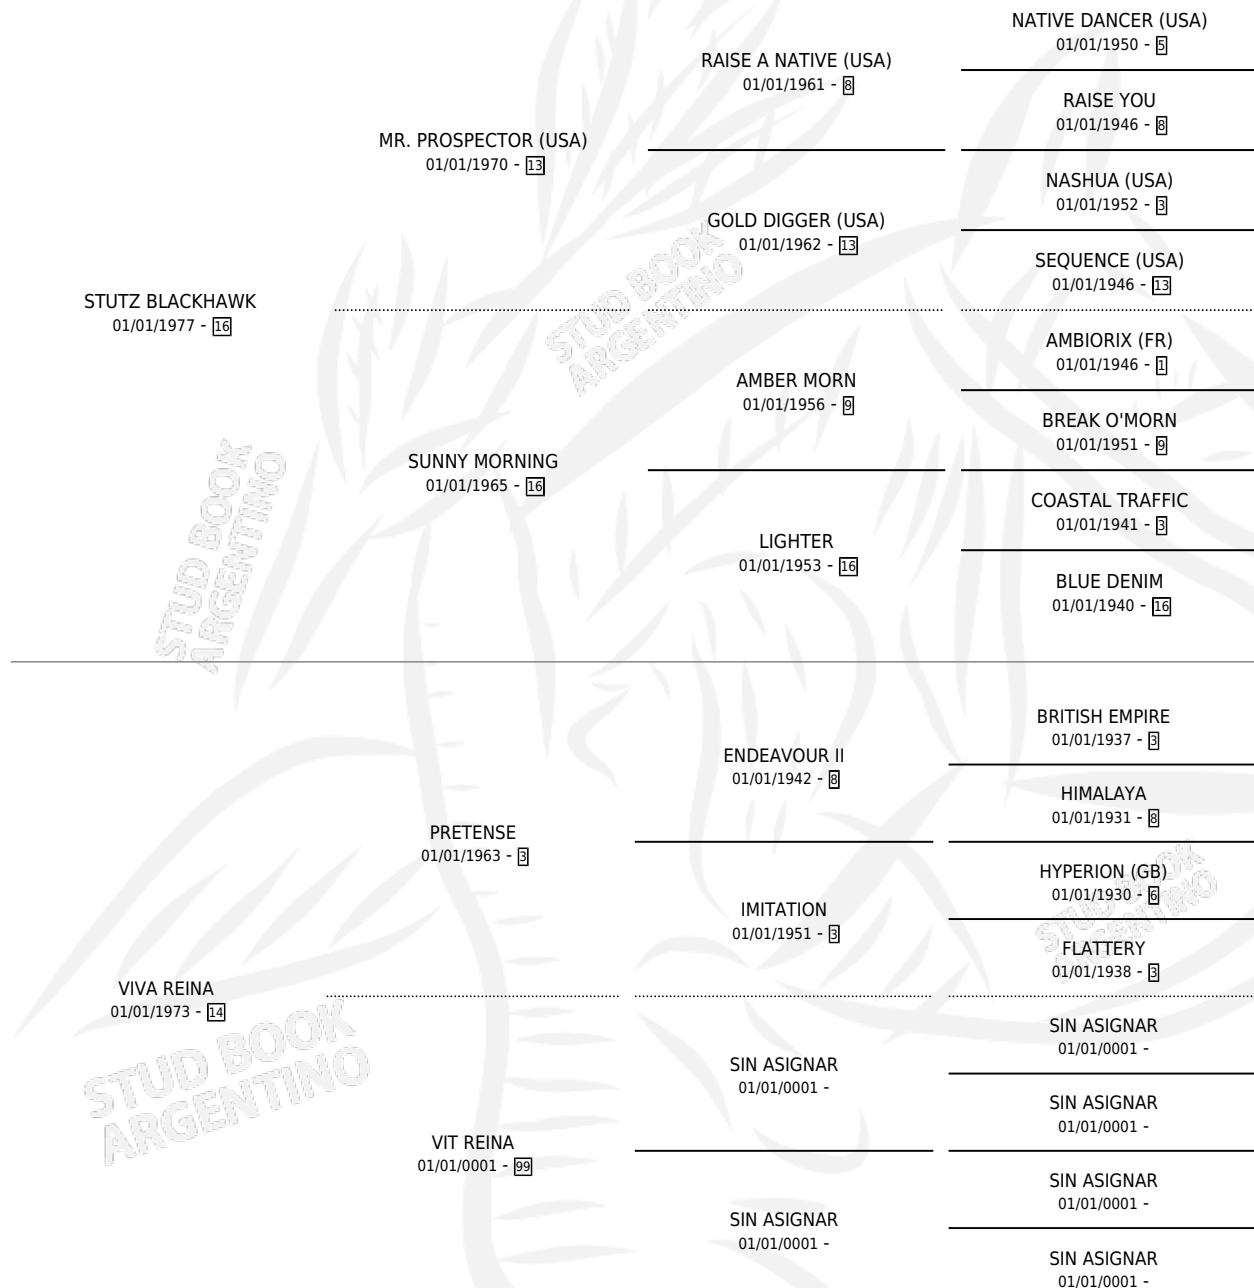 NATIVE DANCER (USA)
01/01/1950 - 5
RAISE A NATIVE (USA)
01/01/1961 - 8
RAISE YOU
01/01/1946 - 8
MR. PROSPECTOR (USA)
01/01/1970 - 13
NASHUA (USA)
01/01/1952 - 3
GOLD DIGGER (USA)
01/01/1962 - 13
SEQUENCE (USA)
01/01/1946 - 13
STUTZ BLACKHAWK
01/01/1977 - 16
STUD BOOK
ARGENTINO
AMBIORIX (FR)
01/01/1946 - 1
AMBER MORN
01/01/1956 - 9
BREAK O'MORN
01/01/1951 - 9
SUNNY MORNING
01/01/1965 - 16
COASTAL TRAFFIC
01/01/1941 - 3
LIGHTER
01/01/1953 - 16
BLUE DENIM
01/01/1940 - 16
STUD BOOK
ARGENTINO
BRITISH EMPIRE
01/01/1937 - 3
ENDEAVOUR II
01/01/1942 - 8
HIMALAYA
01/01/1931 - 8
PRETENSE
01/01/1963 - 3
HYPERION (GB)
01/01/1930 - 6
IMITATION
01/01/1951 - 3
FLATTERY
01/01/1938 - 3
STUD BOOK
ARGENTINO
VIVA REINA
01/01/1973 - 14
SIN ASIGNAR
01/01/0001 -
SIN ASIGNAR
01/01/0001 -
SIN ASIGNAR
01/01/0001 -
STUD BOOK
ARGENTINO
VIT REINA
01/01/0001 - 99
SIN ASIGNAR
01/01/0001 -
SIN ASIGNAR
01/01/0001 -
SIN ASIGNAR
01/01/0001 -